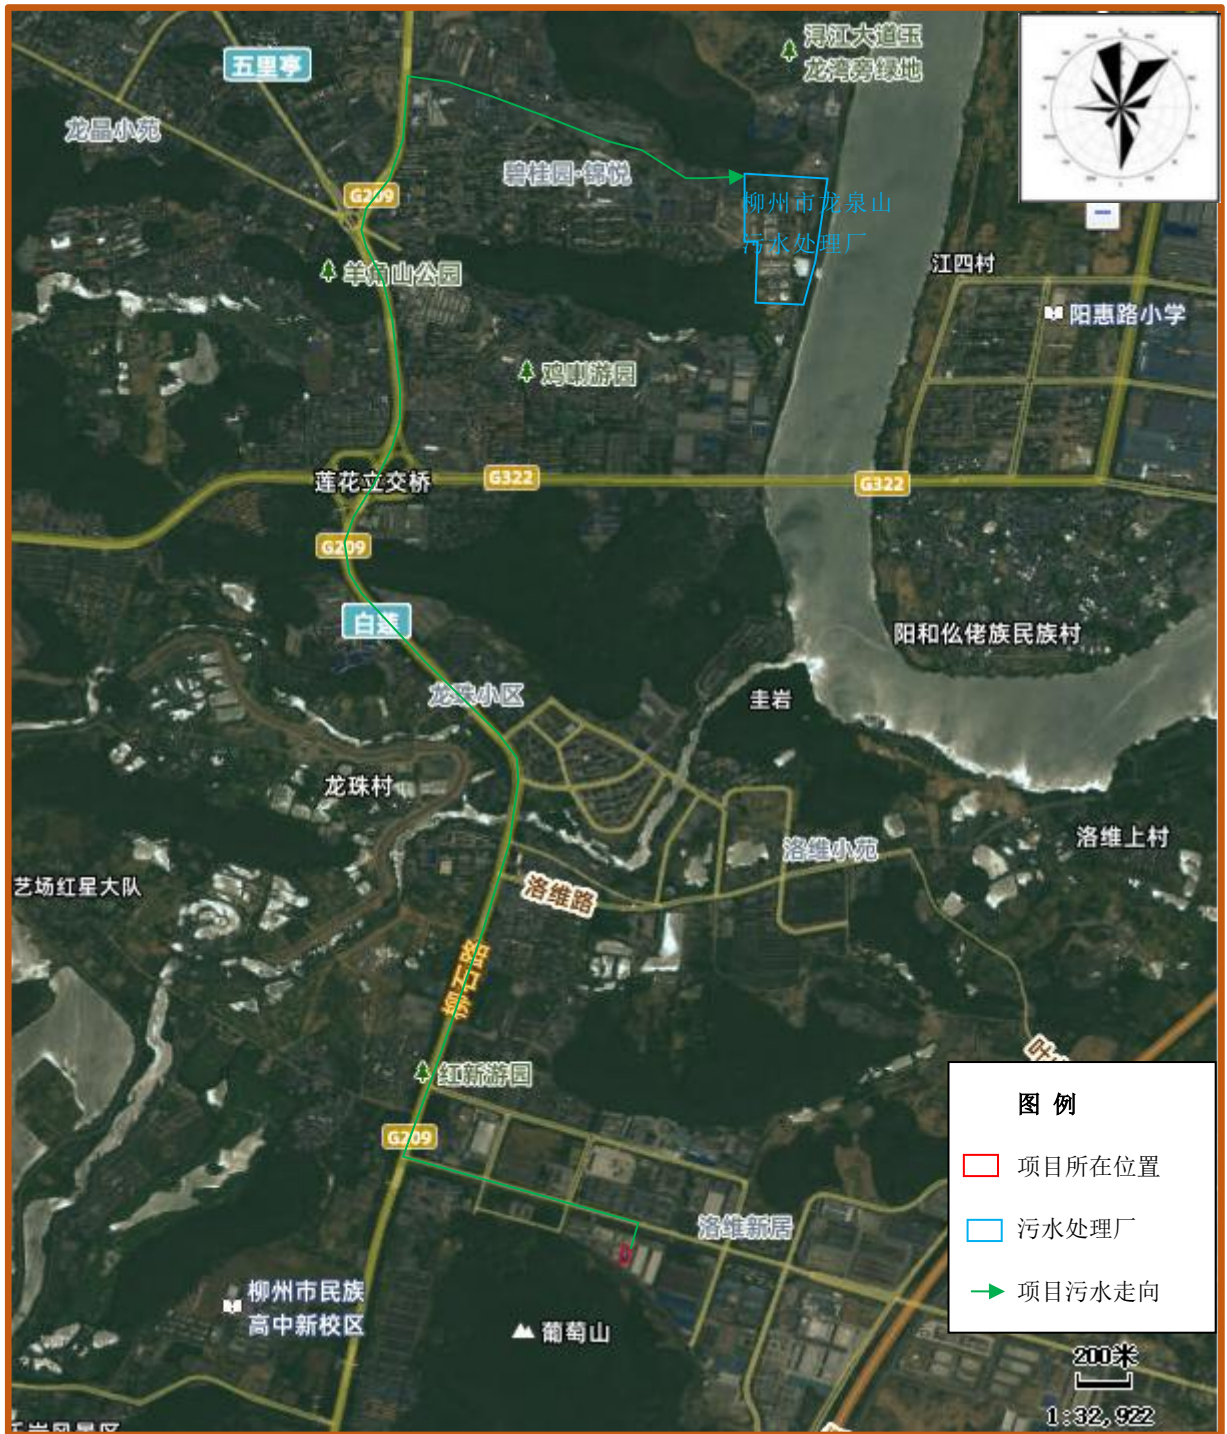 浔江大道玉
龙湾旁绿地
五里亭
龙晶小苑
碧桂园·锦悦
G209
柳州市龙泉山
污水处理厂
羊角山公园
江四村
阳惠路小学
鸡喇游园
莲花立交桥
G322
G322
G209
白莲
阳和仫佬族民族村
龙珠小区
圭岩
龙珠村
洛维上村
洛维小苑
艺场红星大队
洛维路
柳石路
红新游园
图 例
G209
项目所在位置
洛维新居
污水处理厂
柳州市民族
高中新校区
项目污水走向
葡萄山
200米
1:32,922